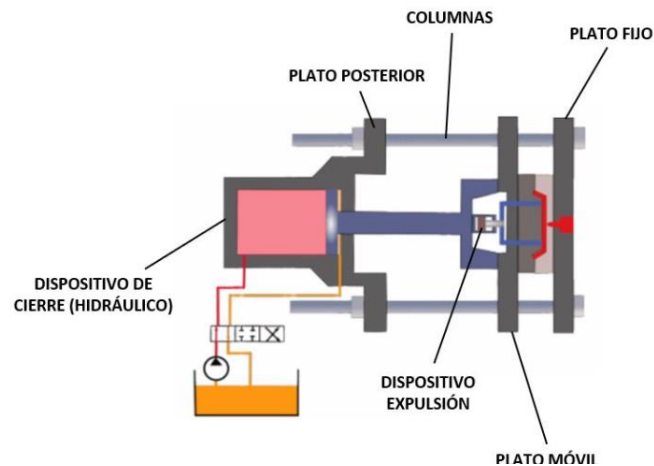 COLUMNAS
PLATO FIJO
PLATO POSTERIOR
DISPOSITIVO DE
CIERRE (HIDRÁULICO)
DISPOSITIVO
EXPULSIÓN
PLATO MÓVIL